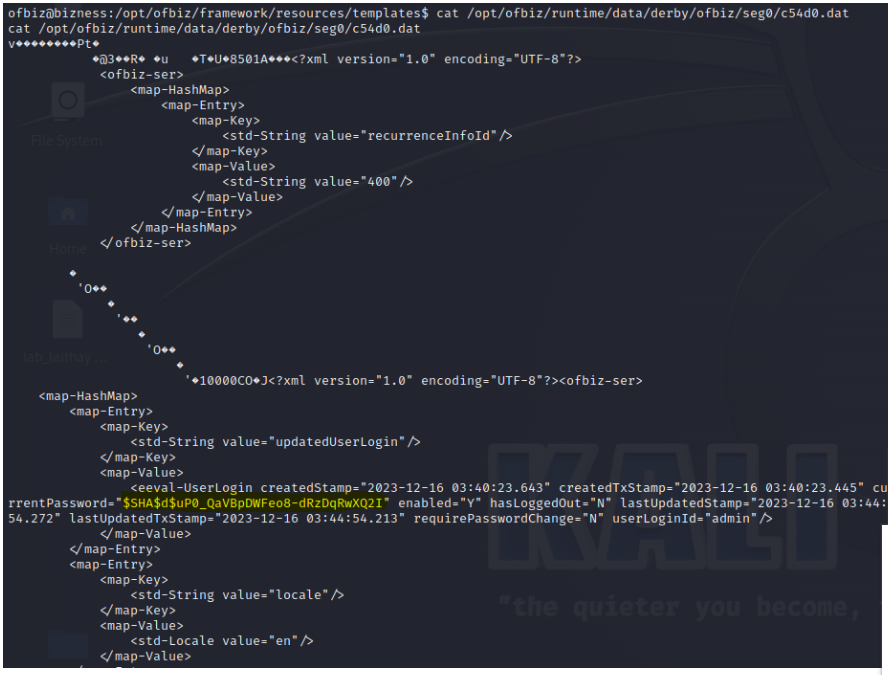 ofbiz@bizness:/opt/ofbiz/framework/resources/templates$ cat /opt/ofbiz/runtime/data/derby/ofbiz/seg0/c54d0.dat
cat /opt/ofbiz/runtime/data/derby/ofbiz/seg0/c54d0.dat
v���������Pt�
�@3��R� �u �T�U�8501A���<?xml version="1.0" encoding="UTF-8"?>
<ofbiz-ser>
<map-HashMap>
<map-Entry>
<map-Key>
<std-String value="recurrenceInfoId"/>
</map-Key>
<map-Value>
<std-String value="400"/>
</map-Value>
</map-Entry>
</map-HashMap>
</ofbiz-ser>
�
'O��
�
'��
�
'O��
�
'�10000CO�J<?xml version="1.0" encoding="UTF-8"?><ofbiz-ser>
<map-HashMap>
<map-Entry>
<map-Key>
<std-String value="updatedUserLogin"/>
</map-Key>
<map-Value>
<eeval-UserLogin createdStamp="2023-12-16 03:40:23.643" createdTxStamp="2023-12-16 03:40:23.445" cu
rrentPassword="$SHA$d$uP0_QaVBpDWFeo8-dRzDqRwXQ2I" enabled="Y" hasLoggedOut="N" lastUpdatedStamp="2023-12-16 03:44:
54.272" lastUpdatedTxStamp="2023-12-16 03:44:54.213" requirePasswordChange="N" userLoginId="admin"/>
</map-Value>
</map-Entry>
<map-Entry>
<map-Key>
<std-String value="locale"/>
</map-Key>
<map-Value>
<std-Locale value="en"/>
</map-Value>
File System
Home
KALI
"the quieter you become,